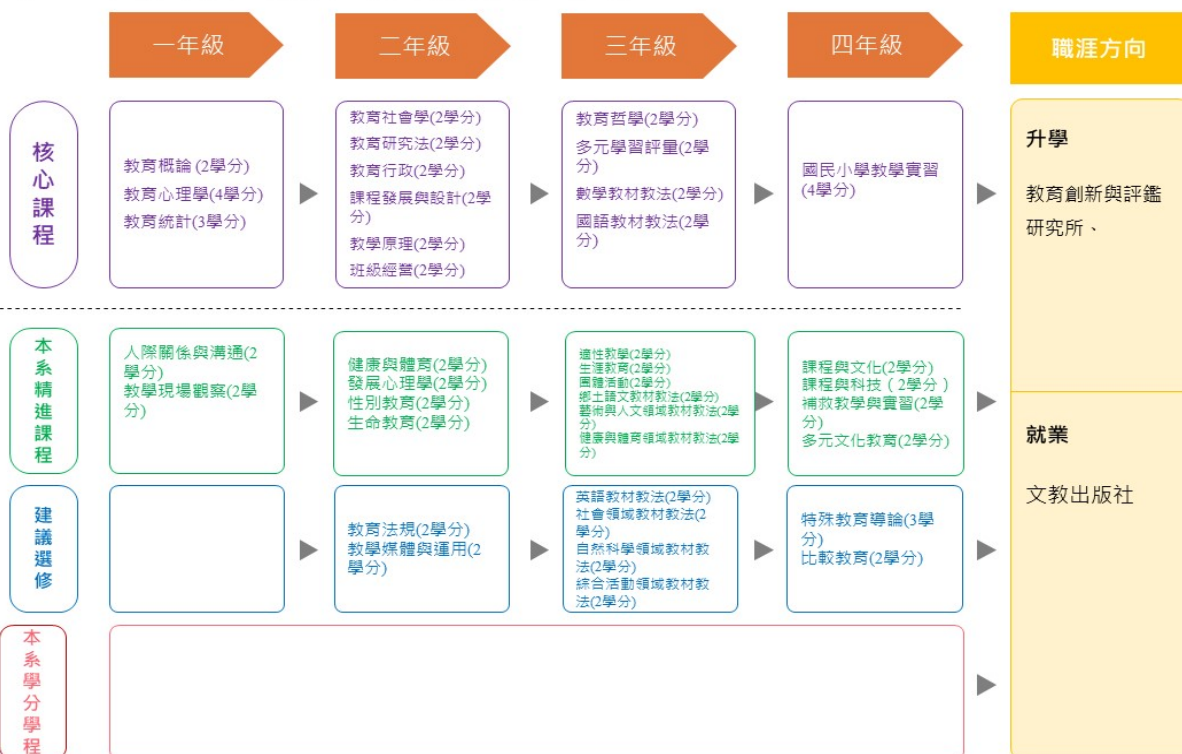 一年級
二年級
三年級
四年級
職涯方向
核
心
課
程
教育概論 (2學分)
教育心理學(4學分)
教育統計(3學分)
教育社會學(2學分)
教育研究法(2學分)
教育行政(2學分)
課程發展與設計(2學
分)
教學原理(2學分)
班級經營(2學分)
教育哲學(2學分)
多元學習評量(2學
分)
數學教材教法(2學分)
國語教材教法(2學
分)
國民小學教學實習
(4學分)
升學
教育創新與評鑑
研究所、
本
系
精
進
課
程
人際關係與溝通(2
學分)
教學現場觀察(2學
分)
健康與體育(2學分)
發展心理學(2學分)
性別教育(2學分)
生命教育(2學分)
適性教學(2學分)
生涯教育(2學分)
團體活動(2學分)
鄉土語文教材教法(2學分)
藝術與人文領域教材教法(2學
分)
健康與體育領域教材教法(2學
分)
課程與文化(2學分)
課程與科技（2學分）
補救教學與實習(2學
分)
多元文化教育(2學分)
就業
文教出版社
建
議
選
修
教育法規(2學分)
教學媒體與運用(2
學分)
英語教材教法(2學分)
社會領域教材教法(2
學分)
自然科學領域教材教
法(2學分)
綜合活動領域教材教
法(2學分)
特殊教育導論(3學
分)
比較教育(2學分)
本
系
學
分
學
程